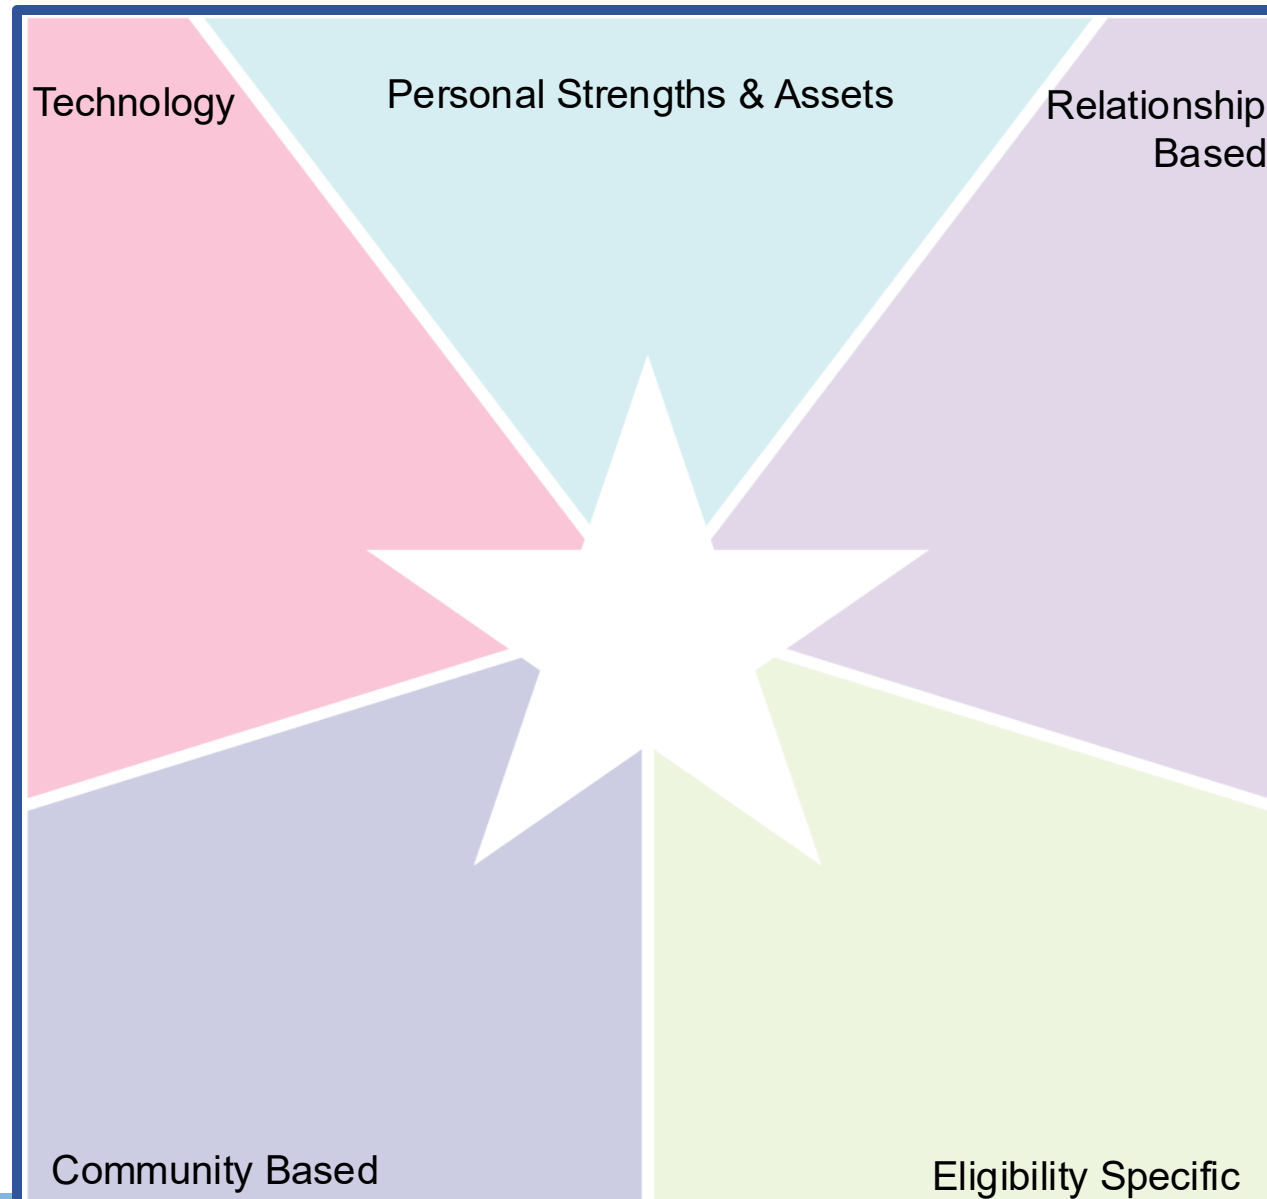 Technology
Personal Strengths & Assets
Relationship
Based
Community Based
Eligibility Specific